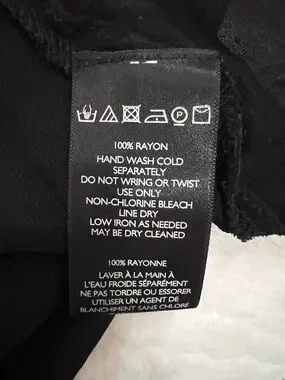 100% RAYON
HAND WASH COLD
SEPARATELY
DO NOT WRING OR TWIST
USE ONLY
NON-CHLORINE BLEACH
LINE DRY
LOW IRON AS NEEDED
MAY BE DRY CLEANED
100% RAYONNE
LAVER À LA MAIN À
L'EAU FROIDE SÉPARÉMENT
NE PAS TORDRE OU ESSORER
UTILISER UN AGENT DE
BLANCHIMENT SANS CHLORE